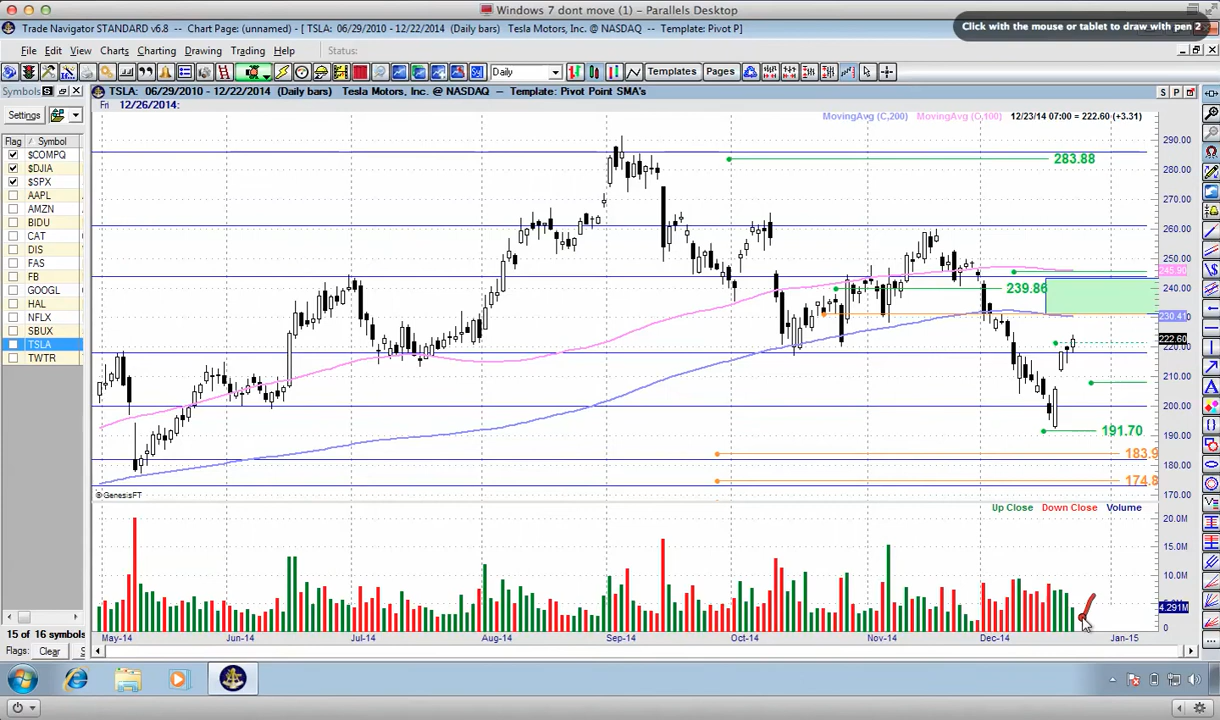 Windows 7 dont move (1) - Parallels Desktop
Click with the mouse or tablet to draw with pen 2
Trade Navigator STANDARD v6.8 -- Chart Page: (unnamed) - [ TSLA: 06/29/2010 - 12/22/2014 (Daily bars) Tesla Motors, Inc. @ NASDAQ -- Template: Pivot P]
File Edit View Charts Charting Drawing Trading Help Status:
Daily Templates Pages
Symbols
TSLA: 06/29/2010 - 12/22/2014 (Daily bars) Tesla Motors, Inc. @ NASDAQ -- Template: Pivot Point SMA's
S P
Settings
Fri 12/26/2014:
MovingAvg (C,200) MovingAvg (C,100) 12/23/14 07:00 = 222.60 (+3.31)
Flag Symbol
$COMPQ
$DJIA
$SPX
AAPL
AMZN
BIDU
CAT
DIS
FAS
FB
GOOGL
HAL
NFLX
SBUX
TSLA
TWTR
290.00
283.88
280.00
270.00
260.00
250.00
245.90
239.86
240.00
230.41
222.60
220.00
210.00
200.00
191.70
190.00
183.9
180.00
174.8
170.00
© GenesisFT
Up Close Down Close Volume
20.0M
15.0M
10.0M
4.291M
0
May-14 Jun-14 Jul-14 Aug-14 Sep-14 Oct-14 Nov-14 Dec-14 Jan-15
15 of 16 symbols
Flags: Clear